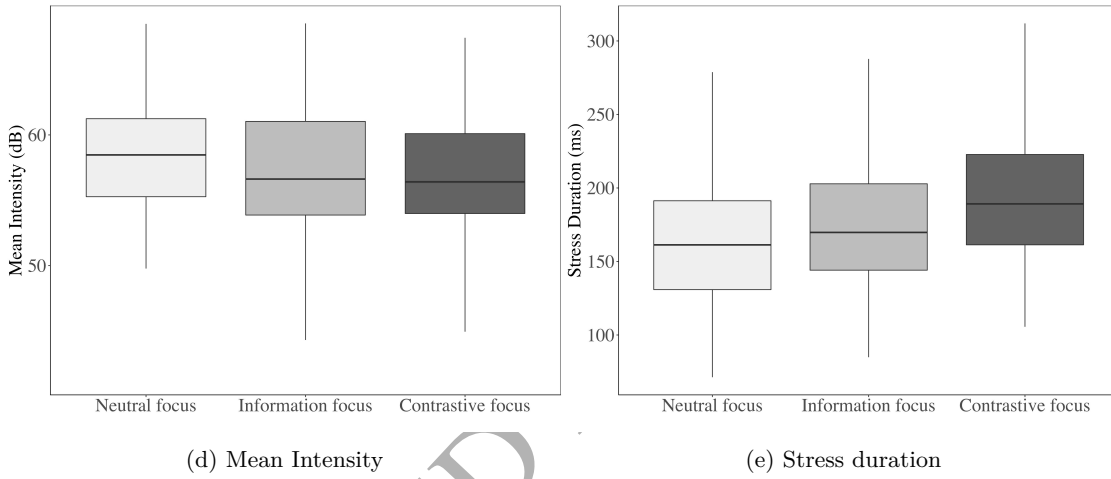 Mean Intensity (dB)
60
50
Neutral focus
Information focus
Contrastive focus
(d) Mean Intensity
Stress Duration (ms)
300
250
200
150
100
Neutral focus
Information focus
Contrastive focus
(e) Stress duration